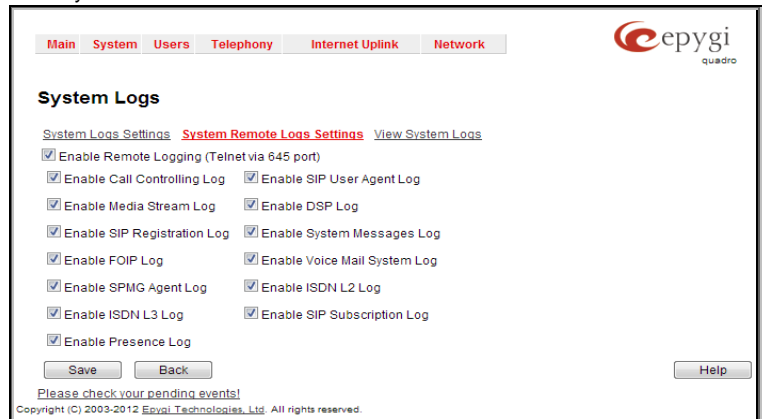 Main System Users Telephony Internet Uplink Network
epygi
quadro
System Logs
System Logs Settings System Remote Logs Settings View System Logs
Enable Remote Logging (Telnet via 645 port)
Enable Call Controlling Log Enable SIP User Agent Log
Enable Media Stream Log Enable DSP Log
Enable SIP Registration Log Enable System Messages Log
Enable FOIP Log Enable Voice Mail System Log
Enable SPMG Agent Log Enable ISDN L2 Log
Enable ISDN L3 Log Enable SIP Subscription Log
Enable Presence Log
Save Back Help
Please check your pending events!
Copyright (C) 2003-2012 Epygi Technologies, Ltd. All rights reserved.